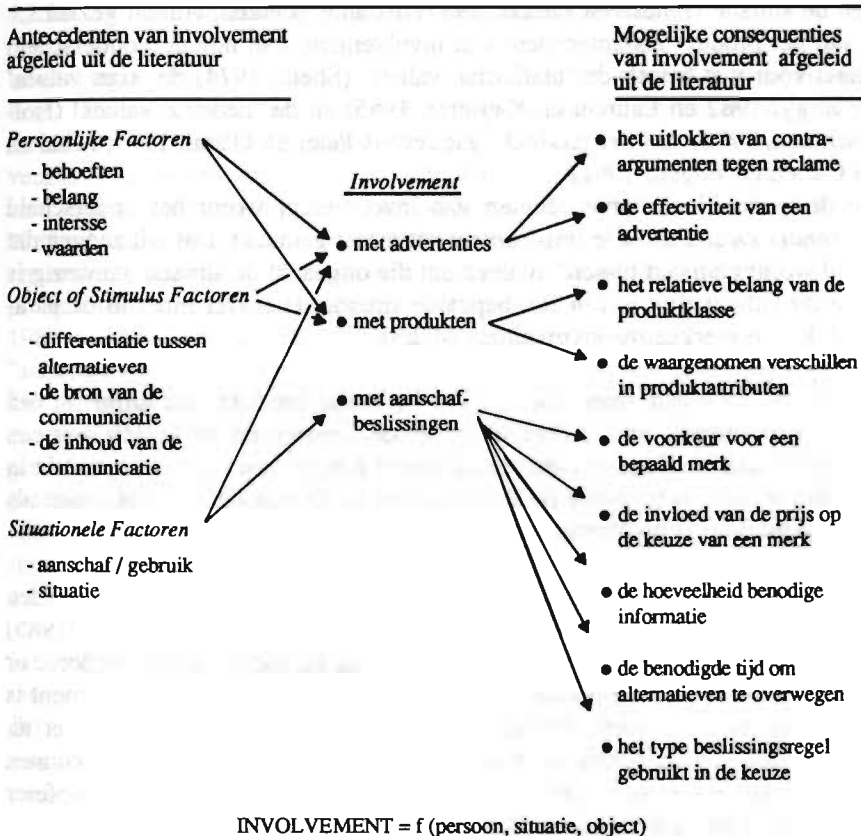 Antecedenten van involvement
afgeleid uit de literatuur
Persoonlijke Factoren
- behoeften
- belang
- intersse
- waarden
Object of Stimulus Factoren
- differentiatie tussen
alternatieven
- de bron van de
communicatie
- de inhoud van de
communicatie
Situationele Factoren
- aanschaf / gebruik
- situatie
Involvement
● met advertenties
● met produkten
● met aanschaf-
beslissingen
Mogelijke consequenties
van involvement afgeleid
uit de literatuur
● het uitlokken van contra-
argumenten tegen reclame
● de effectiviteit van een
advertentie
● het relatieve belang van de
produktklasse
● de waargenomen verschillen
in produktattributen
● de voorkeur voor een
bepaald merk
● de invloed van de prijs op
de keuze van een merk
● de hoeveelheid benodige
informatie
● de benodigde tijd om
alternatieven te overwegen
● het type beslissingsregel
gebruikt in de keuze
INVOLVEMENT = f (persoon, situatie, object)